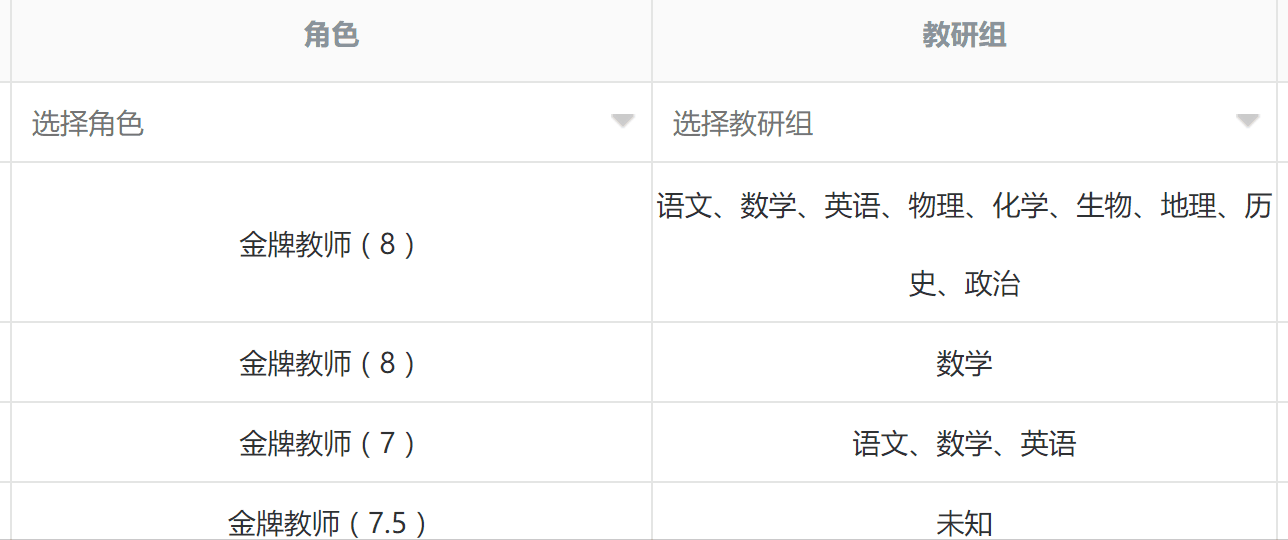 角色
教研组
选择角色
选择教研组
金牌教师（8）
语文、数学、英语、物理、化学、生物、地理、历
史、政治
金牌教师（8）
数学
金牌教师（7）
语文、数学、英语
金牌教师（7.5）
未知